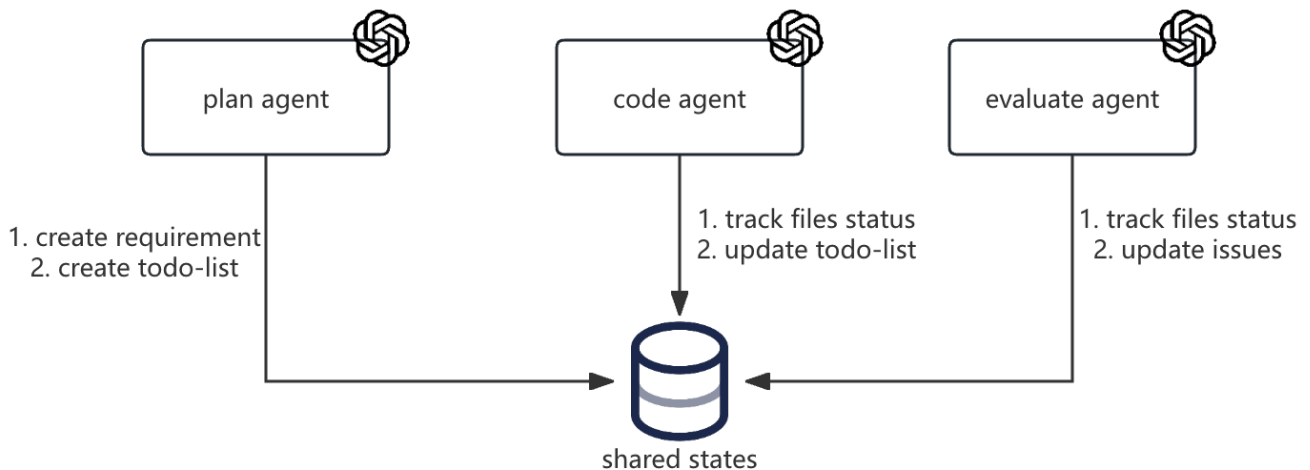 plan agent
code agent
evaluate agent
1. create requirement
2. create todo-list
1. track files status
2. update todo-list
1. track files status
2. update issues
shared states